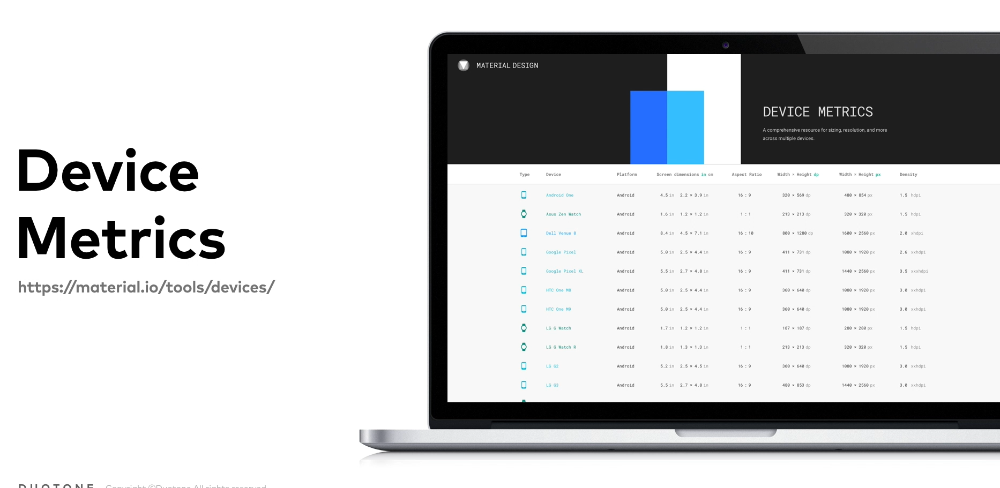 Device
Metrics
https://material.io/tools/devices/
MATERIAL DESIGN
DEVICE METRICS
A comprehensive resource for sizing, resolution, and more
across multiple devices.
Type Device Platform Screen dimensions in cm Aspect Ratio Width × Height dp Width × Height px Density
Android One Android 4.5 in 2.2 × 3.9 in 16 : 9 320 × 569 dp 480 × 854 px 1.5 hdpi
Asus Zen Watch Android 1.6 in 1.2 × 1.2 in 1 : 1 213 × 213 dp 320 × 320 px 1.5 hdpi
Dell Venue 8 Android 8.4 in 4.5 × 7.1 in 16 : 10 800 × 1280 dp 1600 × 2560 px 2.0 xhdpi
Google Pixel Android 5.0 in 2.5 × 4.4 in 16 : 9 411 × 731 dp 1080 × 1920 px 2.6 xxhdpi
Google Pixel XL Android 5.5 in 2.7 × 4.8 in 16 : 9 411 × 731 dp 1440 × 2560 px 3.5 xxxhdpi
HTC One M8 Android 5.0 in 2.5 × 4.4 in 16 : 9 360 × 640 dp 1080 × 1920 px 3.0 xxhdpi
HTC One M9 Android 5.0 in 2.5 × 4.4 in 16 : 9 360 × 640 dp 1080 × 1920 px 3.0 xxhdpi
LG G Watch Android 1.7 in 1.2 × 1.2 in 1 : 1 187 × 187 dp 280 × 280 px 1.5 hdpi
LG G Watch R Android 1.8 in 1.3 × 1.3 in 1 : 1 213 × 213 dp 320 × 320 px 1.5 hdpi
LG G2 Android 5.2 in 2.5 × 4.5 in 16 : 9 360 × 640 dp 1080 × 1920 px 3.0 xxhdpi
LG G3 Android 5.5 in 2.7 × 4.8 in 16 : 9 480 × 853 dp 1440 × 2560 px 3.0 xxhdpi
DUOTONE Copyright ©Duotone All rights reserved